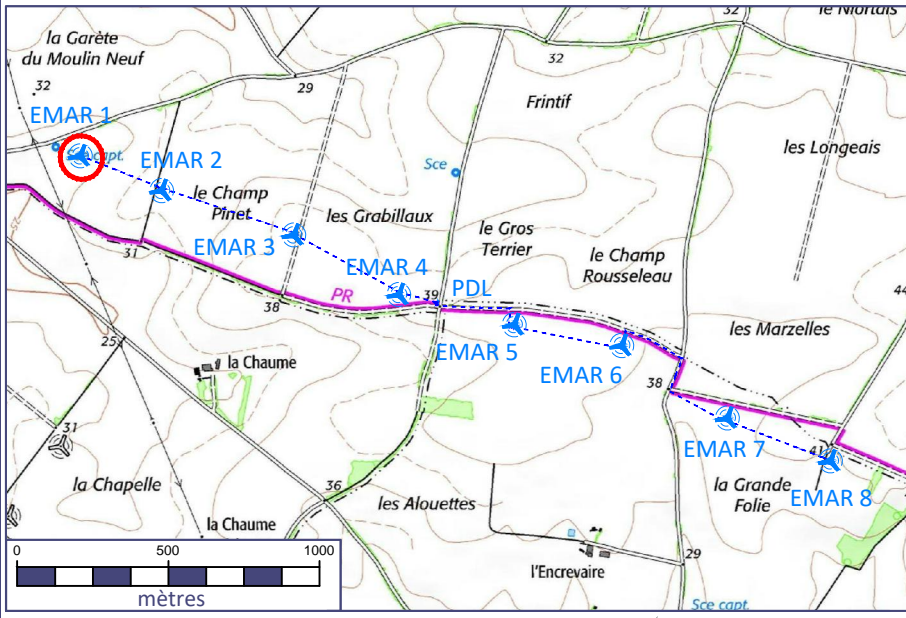 la Garète
du Moulin Neuf
32
le Niortais
32
32
29
Frintif
EMAR 1
capt.
EMAR 2
Sce
les Longeais
le Champ
Pinet
les Grabillaux
le Gros
Terrier
le Champ
Rousseleau
EMAR 3
31
EMAR 4
39
PDL
PR
38
34
44
les Marzelles
EMAR 5
EMAR 6
25
la Chaume
38
31
EMAR 7
41
la Chapelle
36
les Alouettes
la Grande
Folie
EMAR 8
la Chaume
29
l'Encrevaire
0 500 1000
mètres
Sce capt.